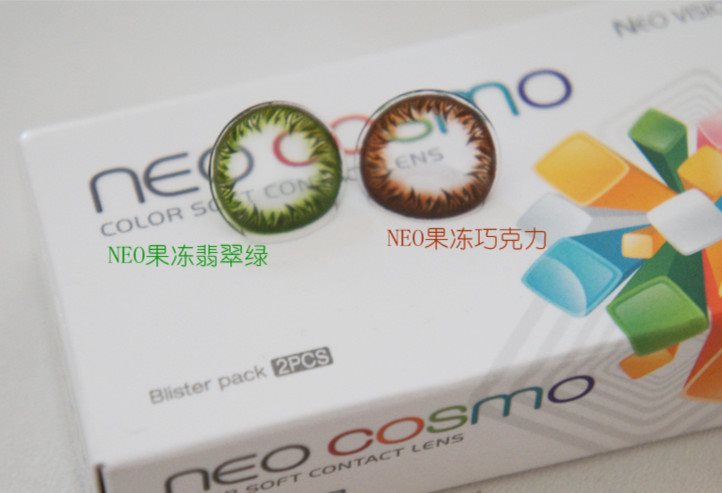 NEO VISI
neo cosmo
COLOR SOFT CONTACT LENS
NEO果冻翡翠绿
NEO果冻巧克力
Blister pack 2PCS
neo cosmo
OR SOFT CONTACT LENS